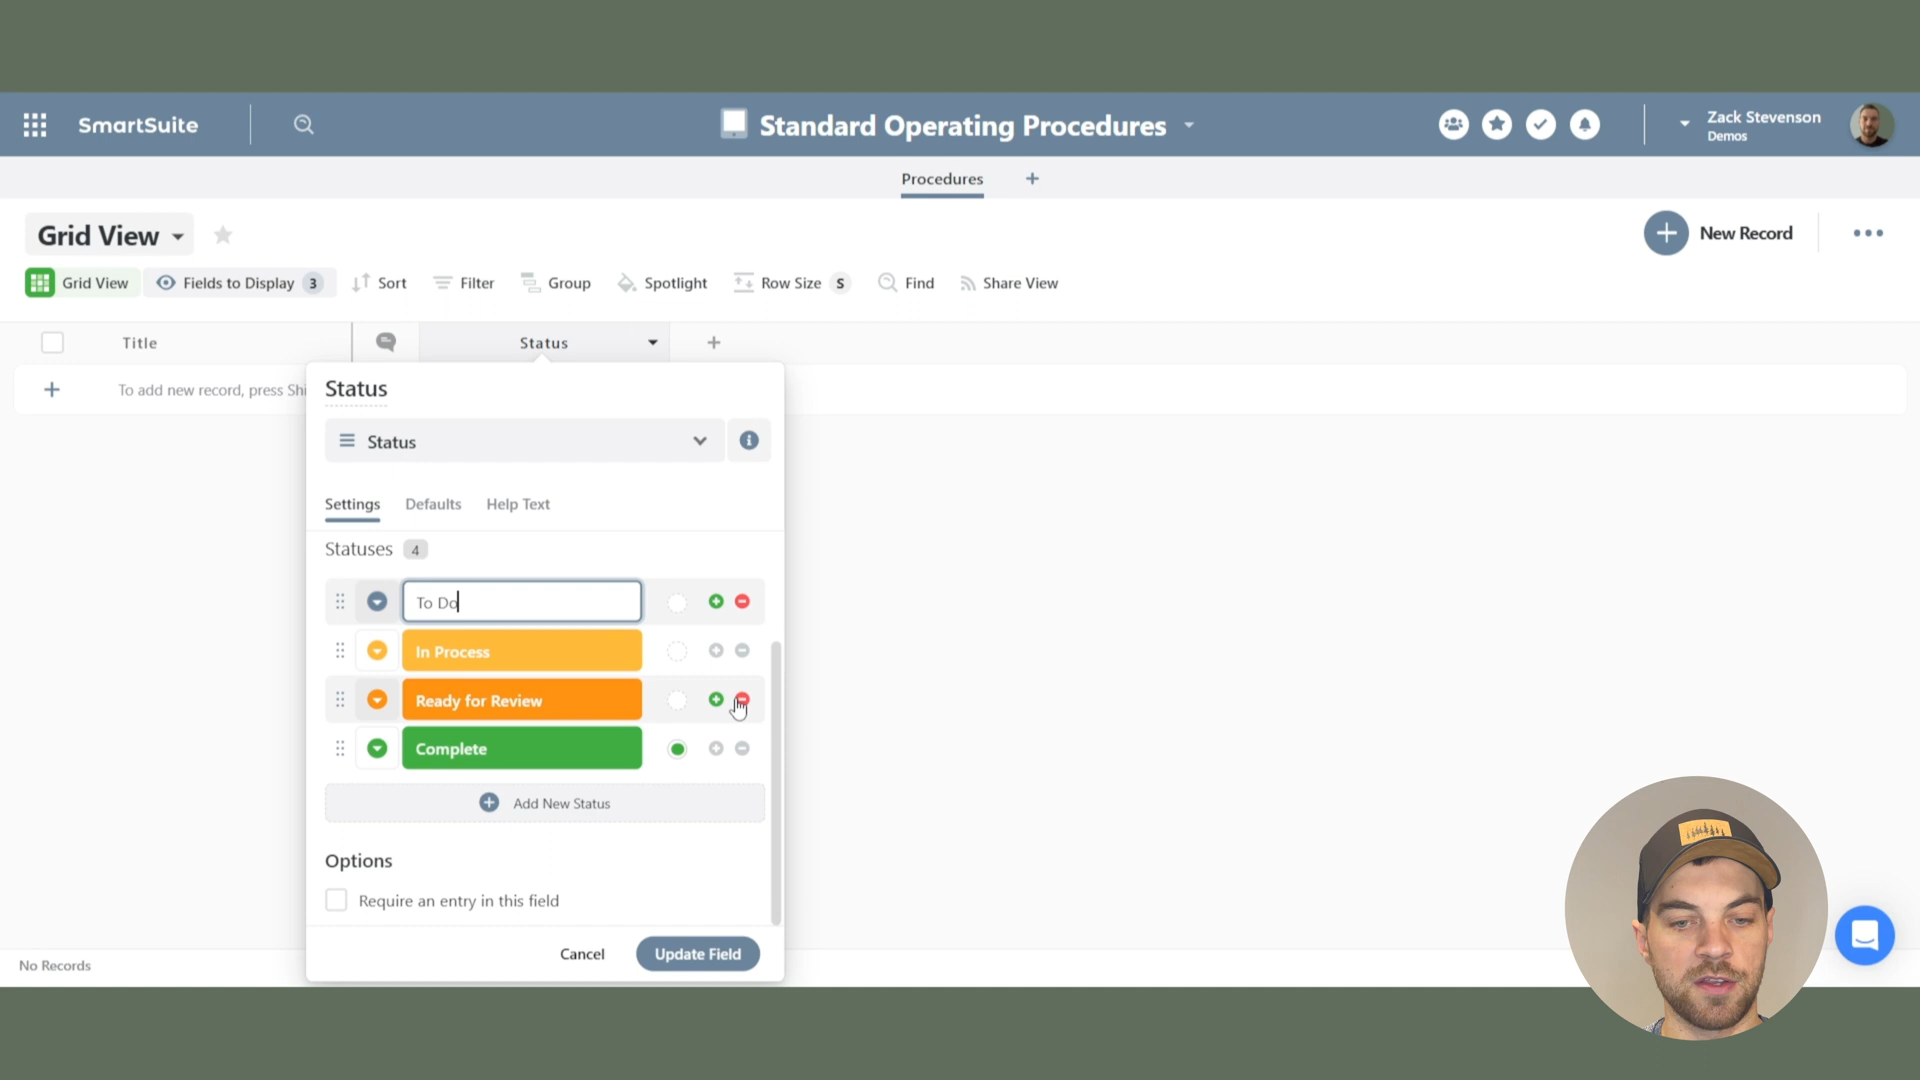 SmartSuite
Standard Operating Procedures
Zack Stevenson
Demos
Procedures
Grid View
New Record
Grid View
Fields to Display 3
Sort
Filter
Group
Spotlight
Row Size S
Find
Share View
Title
Status
To add new record, press Shi
Status
Status
Settings
Defaults
Help Text
Statuses 4
To Do
In Process
Ready for Review
Complete
Add New Status
Options
Require an entry in this field
Cancel
Update Field
No Records